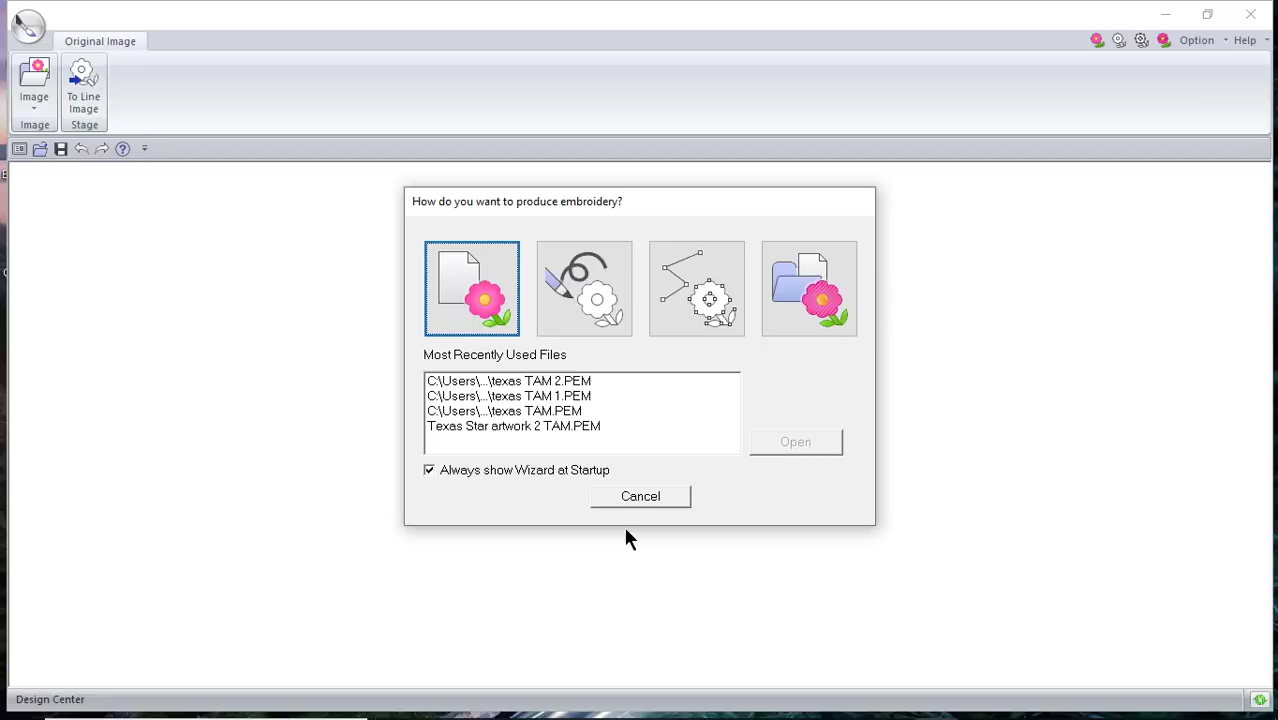 Original Image
Option
Help
Image
To Line
Image
Image
Stage
How do you want to produce embroidery?
Most Recently Used Files
C:\Users\...\texas TAM 2.PEM
C:\Users\...\texas TAM 1.PEM
C:\Users\...\texas TAM.PEM
Texas Star artwork 2 TAM.PEM
Open
Always show Wizard at Startup
Cancel
Design Center